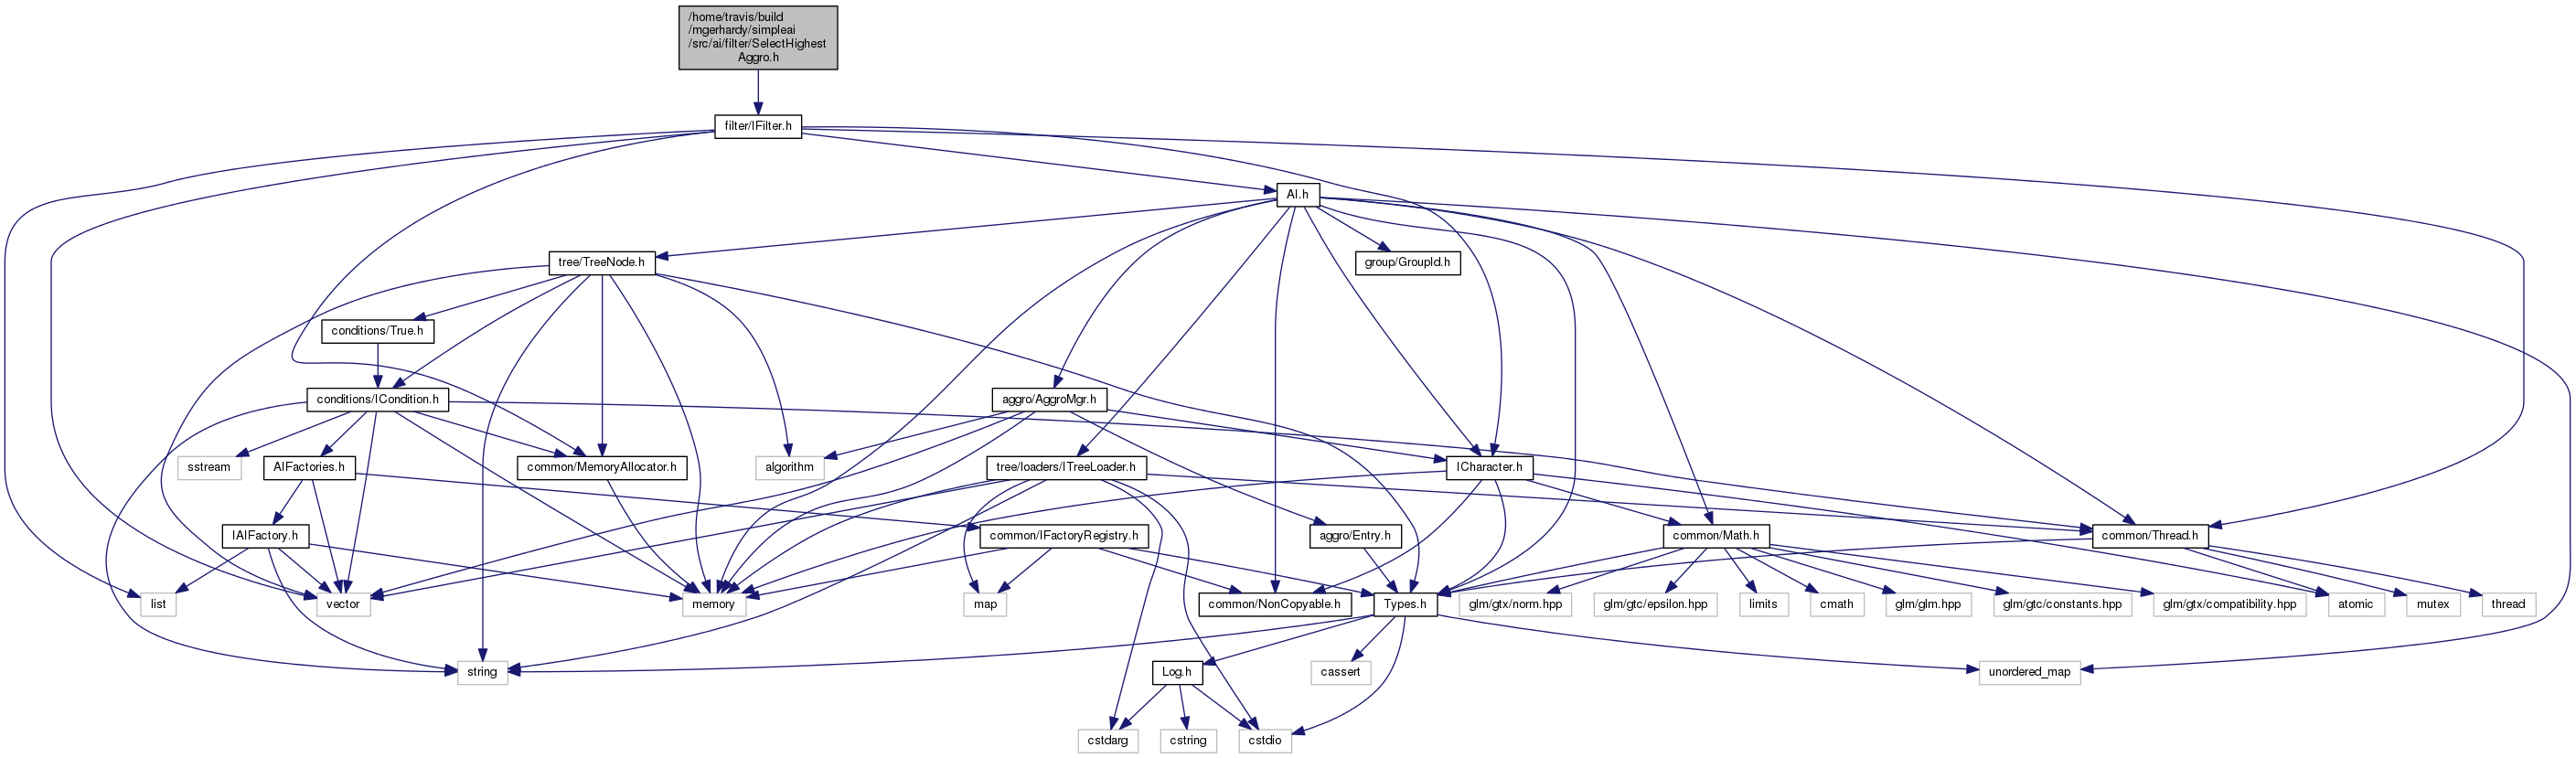 /home/travis/build
/mgerhardy/simpleai
/src/ai/filter/SelectHighest
Aggro.h
filter/IFilter.h
AI.h
tree/TreeNode.h
group/GroupId.h
conditions/True.h
conditions/ICondition.h
aggro/AggroMgr.h
sstream
AIFactories.h
common/MemoryAllocator.h
algorithm
tree/loaders/ITreeLoader.h
ICharacter.h
IAIFactory.h
common/IFactoryRegistry.h
aggro/Entry.h
common/Math.h
common/Thread.h
list
vector
memory
map
common/NonCopyable.h
Types.h
glm/gtx/norm.hpp
glm/gtc/epsilon.hpp
limits
cmath
glm/glm.hpp
glm/gtc/constants.hpp
glm/gtx/compatibility.hpp
atomic
mutex
thread
string
Log.h
cassert
unordered_map
cstdarg
cstring
cstdio